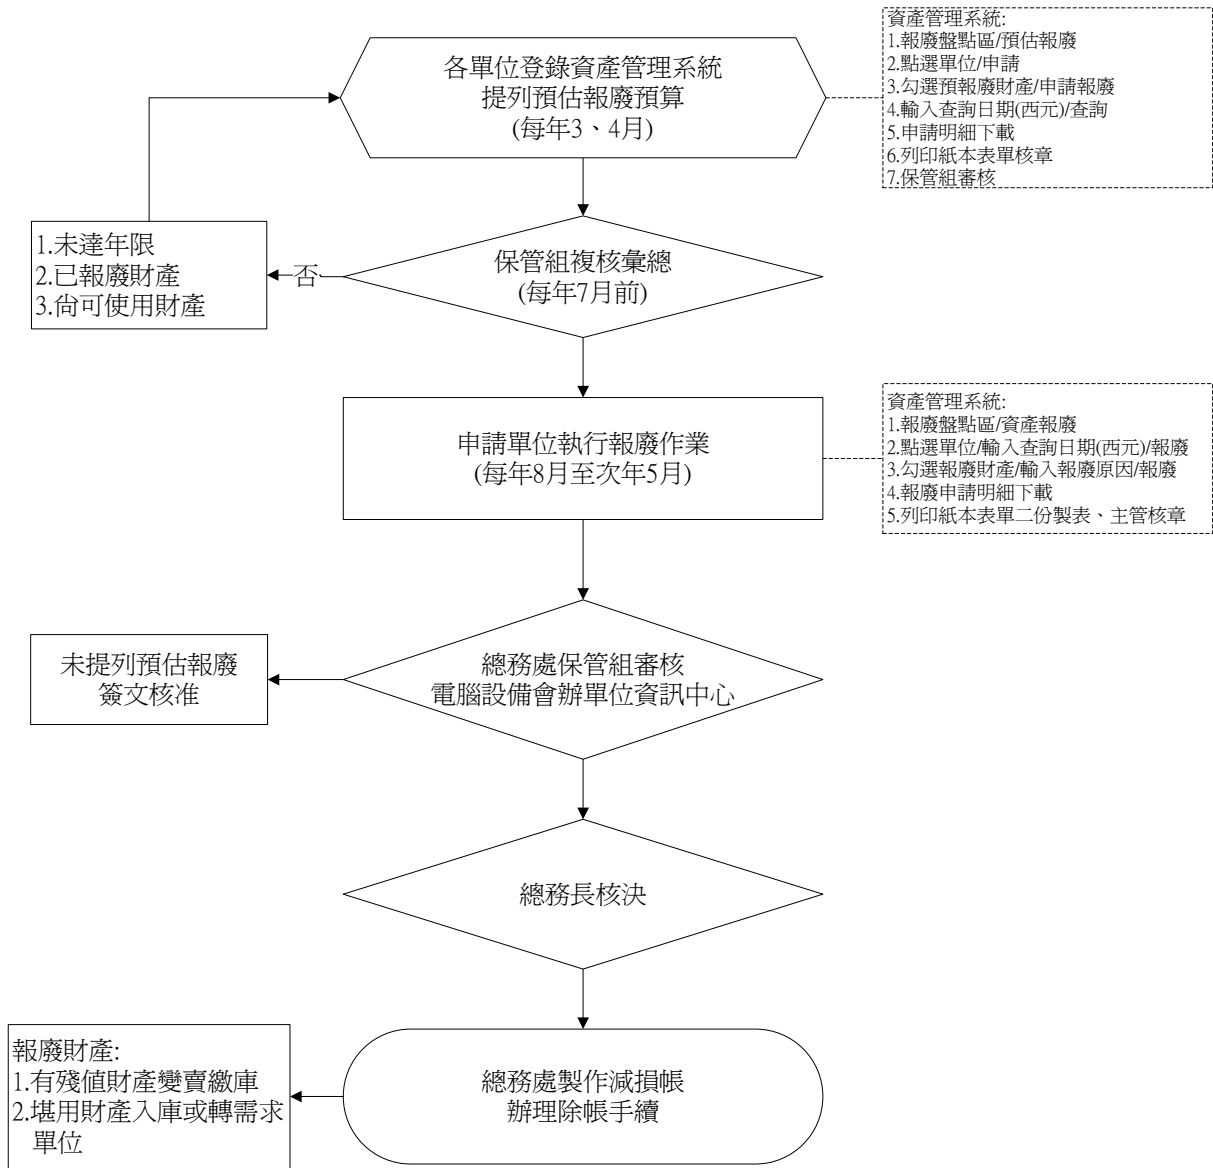 各單位登錄資產管理系統
提列預估報廢預算
(每年3、4月)
資產管理系統:
1.報廢盤點區/預估報廢
2.點選單位/申請
3.勾選預報廢財產/申請報廢
4.輸入查詢日期(西元)/查詢
5.申請明細下載
6.列印紙本表單核章
7.保管組審核
保管組複核彙總
(每年7月前)
否
1.未達年限
2.已報廢財產
3.尚可使用財產
申請單位執行報廢作業
(每年8月至次年5月)
資產管理系統:
1.報廢盤點區/資產報廢
2.點選單位/輸入查詢日期(西元)/報廢
3.勾選報廢財產/輸入報廢原因/報廢
4.報廢申請明細下載
5.列印紙本表單二份製表、主管核章
總務處保管組審核
電腦設備會辦單位資訊中心
未提列預估報廢
簽文核准
總務長核決
總務處製作減損帳
辦理除帳手續
報廢財產:
1.有殘值財產變賣繳庫
2.堪用財產入庫或轉需求
單位